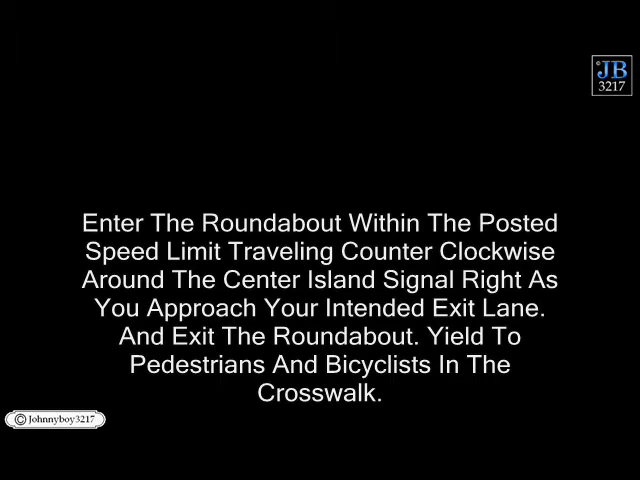 ©JB
3217
Enter The Roundabout Within The Posted
Speed Limit Traveling Counter Clockwise
Around The Center Island Signal Right As
You Approach Your Intended Exit Lane.
And Exit The Roundabout. Yield To
Pedestrians And Bicyclists In The
Crosswalk.
© Johnnyboy3217